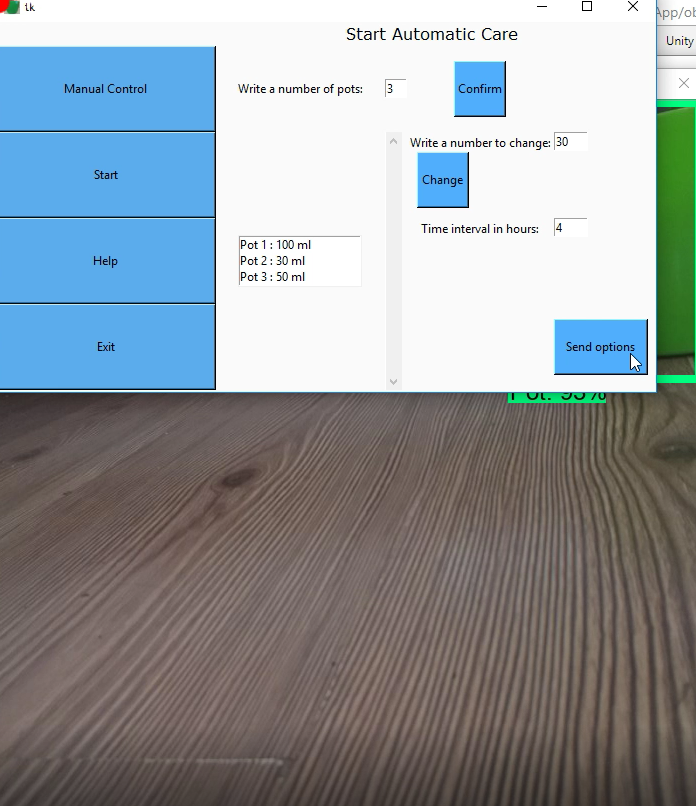 tk
Start Automatic Care
Manual Control
Start
Help
Exit
Write a number of pots:
3
Confirm
Write a number to change:
30
Change
Time interval in hours:
4
Pot 1 : 100 ml
Pot 2 : 30 ml
Pot 3 : 50 ml
Send options
App/ob
Unity
Pot: 93%